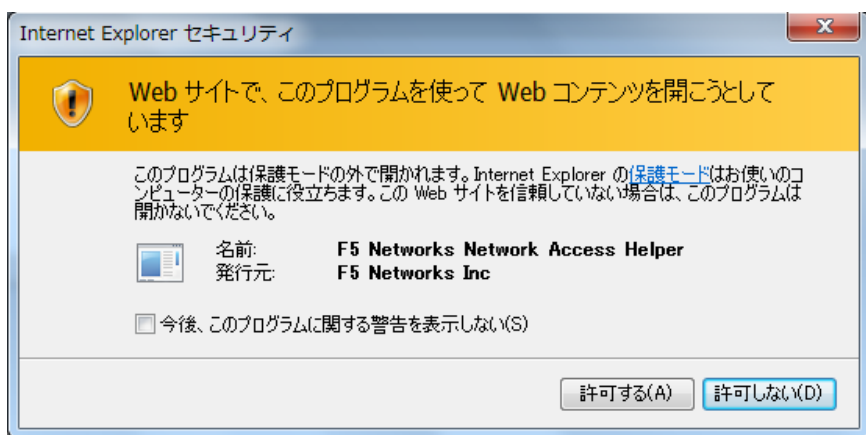 Internet Explorer セキュリティ
Web サイトで、このプログラムを使って Web コンテンツを開こうとして
います
このプログラムは保護モードの外で開かれます。Internet Explorer の保護モードはお使いのコ
ンピューターの保護に役立ちます。この Web サイトを信頼していない場合は、このプログラムは
開かないでください。
名前: F5 Networks Network Access Helper
発行元: F5 Networks Inc
今後、このプログラムに関する警告を表示しない(S)
許可する(A) 許可しない(D)